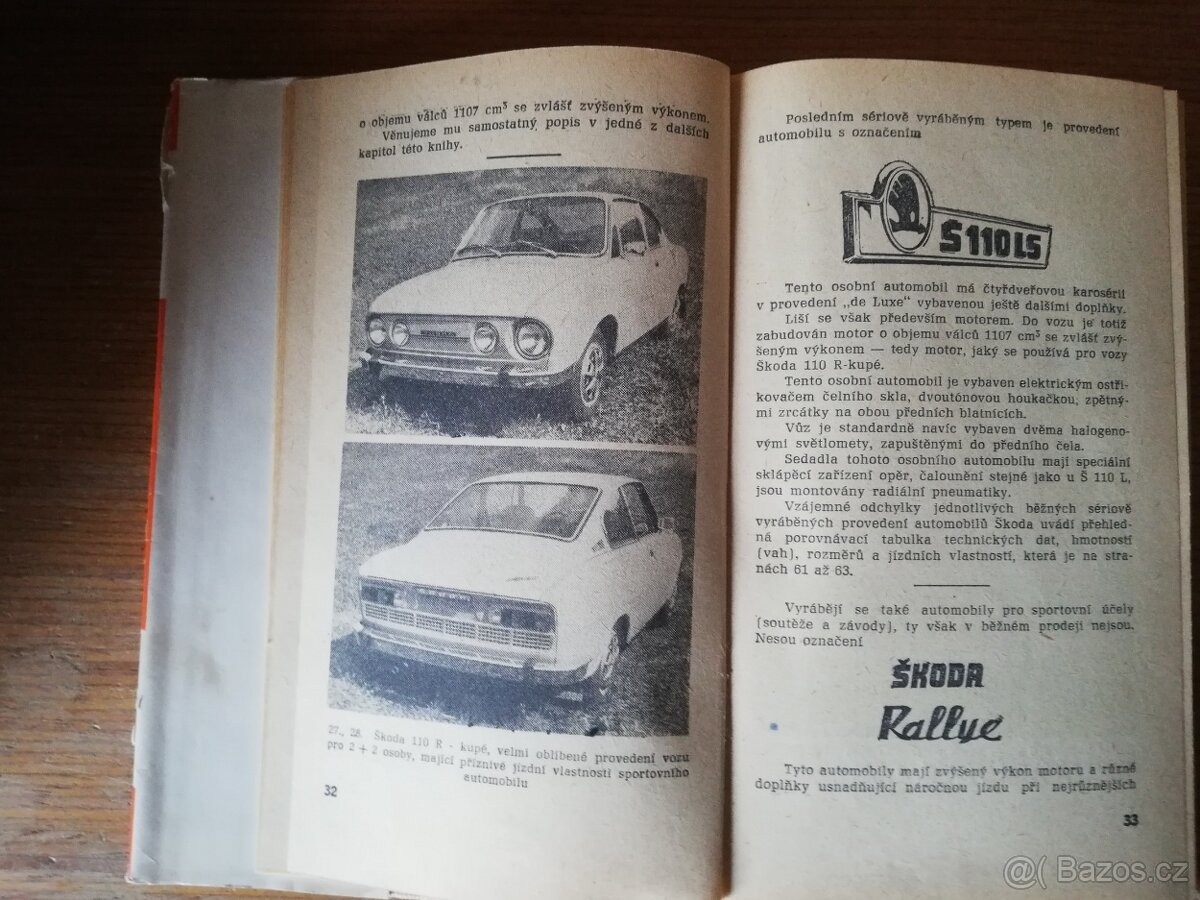 o objemu válců 1107 cm³ se zvlášť zvýšeným výkonem.
Věnujeme mu samostatný popis v jedné z dalších
kapitol této knihy.
27., 28. Škoda 110 R - kupé, velmi oblíbené provedení vozu
pro 2 + 2 osoby, mající příznivé jízdní vlastnosti sportovního
automobilu
32
Posledním sériově vyráběným typem je provedení
automobilu s označením
Š110LS
Tento osobní automobil má čtyřdveřovou karosérii
v provedení „de Luxe" vybavenou ještě dalšími doplňky.
Liší se však především motorem. Do vozu je totiž
zabudován motor o objemu válců 1107 cm³ se zvlášť zvý-
šeným výkonem — tedy motor, jaký se používá pro vozy
Škoda 110 R-kupé.
Tento osobní automobil je vybaven elektrickým ostři-
kovačem čelního skla, dvoutónovou houkačkou, zpětný-
mi zrcátky na obou předních blatnících.
Vůz je standardně navíc vybaven dvěma halogeno-
vými světlomety, zapuštěnými do předního čela.
Sedadla tohoto osobního automobilu mají speciální
sklápěcí zařízení opěr, čalounění stejné jako u Š 110 L,
jsou montovány radiální pneumatiky.
Vzájemné odchylky jednotlivých běžných sériově
vyráběných provedení automobilů Škoda uvádí přehled-
ná porovnávací tabulka technických dat, hmotností
(vah), rozměrů a jízdních vlastností, která je na stra-
nách 61 až 63.
Vyrábějí se také automobily pro sportovní účely
(soutěže a závody), ty však v běžném prodeji nejsou.
Nesou označení
ŠKODA
Rallye
Tyto automobily mají zvýšený výkon motoru a různé
doplňky usnadňující náročnou jízdu při nejrůznějších
33
@( Bazos.cz